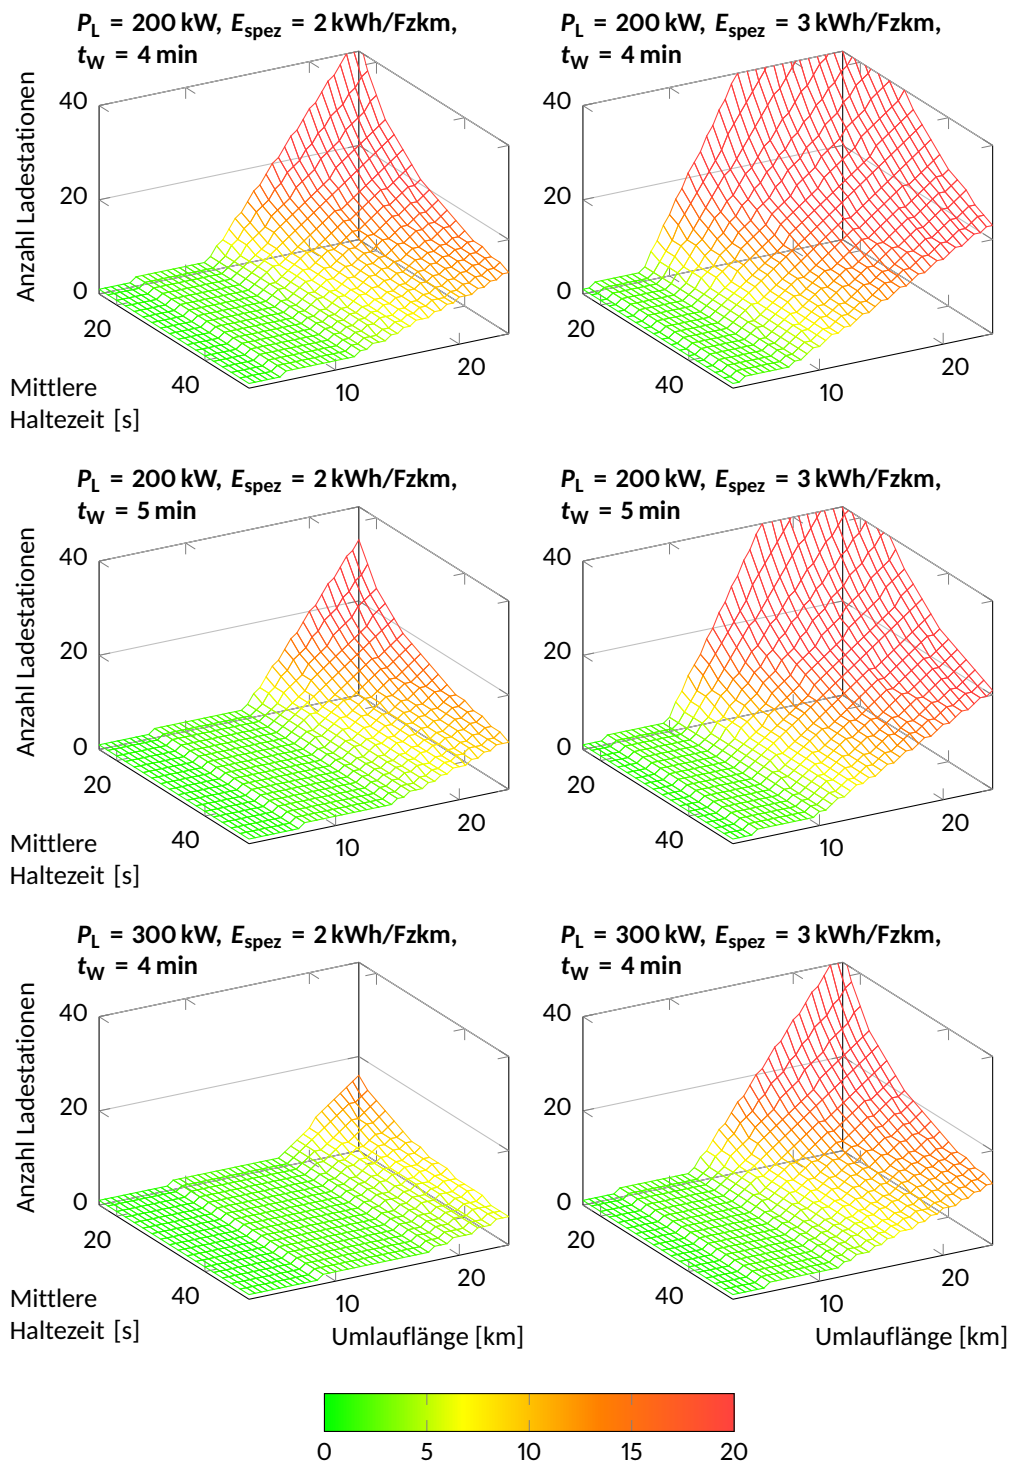 P_L = 200 kW, E_spez = 2 kWh/Fzkm,
t_W = 4 min
Anzahl Ladestationen
40
20
0
20
40
Mittlere
Haltezeit [s]
10
20
P_L = 200 kW, E_spez = 3 kWh/Fzkm,
t_W = 4 min
40
20
0
20
40
10
20
P_L = 200 kW, E_spez = 2 kWh/Fzkm,
t_W = 5 min
Anzahl Ladestationen
40
20
0
20
40
Mittlere
Haltezeit [s]
10
20
P_L = 200 kW, E_spez = 3 kWh/Fzkm,
t_W = 5 min
40
20
0
20
40
10
20
P_L = 300 kW, E_spez = 2 kWh/Fzkm,
t_W = 4 min
Anzahl Ladestationen
40
20
0
20
40
Mittlere
Haltezeit [s]
10
20
Umlauflänge [km]
P_L = 300 kW, E_spez = 3 kWh/Fzkm,
t_W = 4 min
40
20
0
20
40
10
20
Umlauflänge [km]
0 5 10 15 20